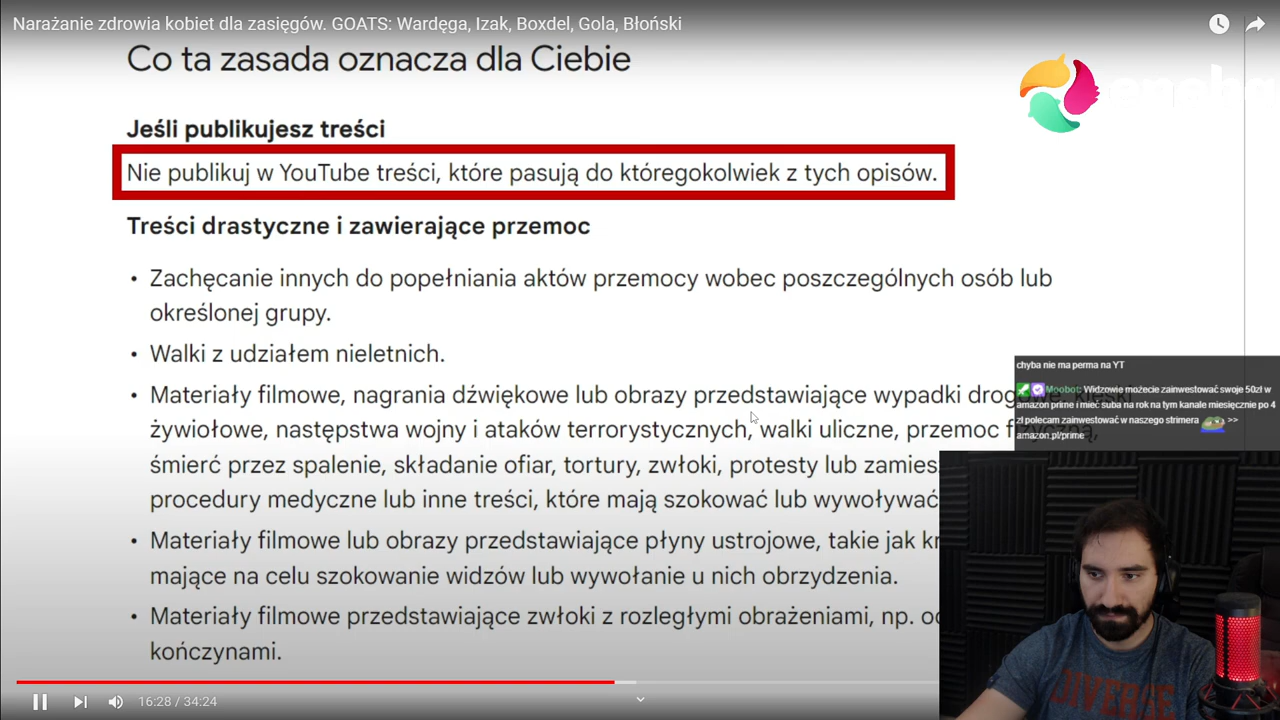 Narażanie zdrowia kobiet dla zasięgów. GOATS: Wardęga, Izak, Boxdel, Gola, Błoński
Co ta zasada oznacza dla Ciebie
eneba
Jeśli publikujesz treści
Nie publikuj w YouTube treści, które pasują do któregokolwiek z tych opisów.
Treści drastyczne i zawierające przemoc
• Zachęcanie innych do popełniania aktów przemocy wobec poszczególnych osób lub
określonej grupy.
• Walki z udziałem nieletnich.
• Materiały filmowe, nagrania dźwiękowe lub obrazy przedstawiające wypadki drogowe, klęski
żywiołowe, następstwa wojny i ataków terrorystycznych, walki uliczne, przemoc fizyczną,
śmierć przez spalenie, składanie ofiar, tortury, zwłoki, protesty lub
procedury medyczne lub inne treści, które mają szokować lub wywoływać
• Materiały filmowe lub obrazy przedstawiające płyny ustrojowe, takie jak
mające na celu szokowanie widzów lub wywołanie u nich obrzydzenia.
• Materiały filmowe przedstawiające zwłoki z rozległymi obrażeniami, np.
kończynami.
chyba nie ma perma na YT
Moobot: Widzowie możecie zainwestować swoje 50zł w
amazon prime i mieć suba na rok na tym kanale miesięcznie po 4
zł polecam zainwestować w naszego strimera >>
amazon.pl/prime
DIVERSE
16:28 / 34:24